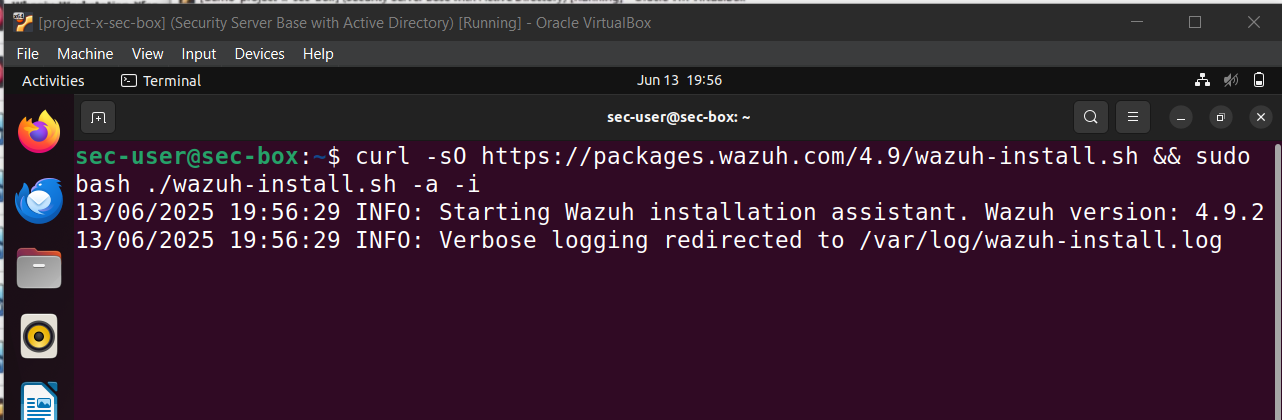 [project-x-sec-box] (Security Server Base with Active Directory) [Running] - Oracle VirtualBox
File Machine View Input Devices Help
Activities Terminal Jun 13 19:56
sec-user@sec-box: ~
sec-user@sec-box:~$ curl -sO https://packages.wazuh.com/4.9/wazuh-install.sh && sudo
bash ./wazuh-install.sh -a -i
13/06/2025 19:56:29 INFO: Starting Wazuh installation assistant. Wazuh version: 4.9.2
13/06/2025 19:56:29 INFO: Verbose logging redirected to /var/log/wazuh-install.log